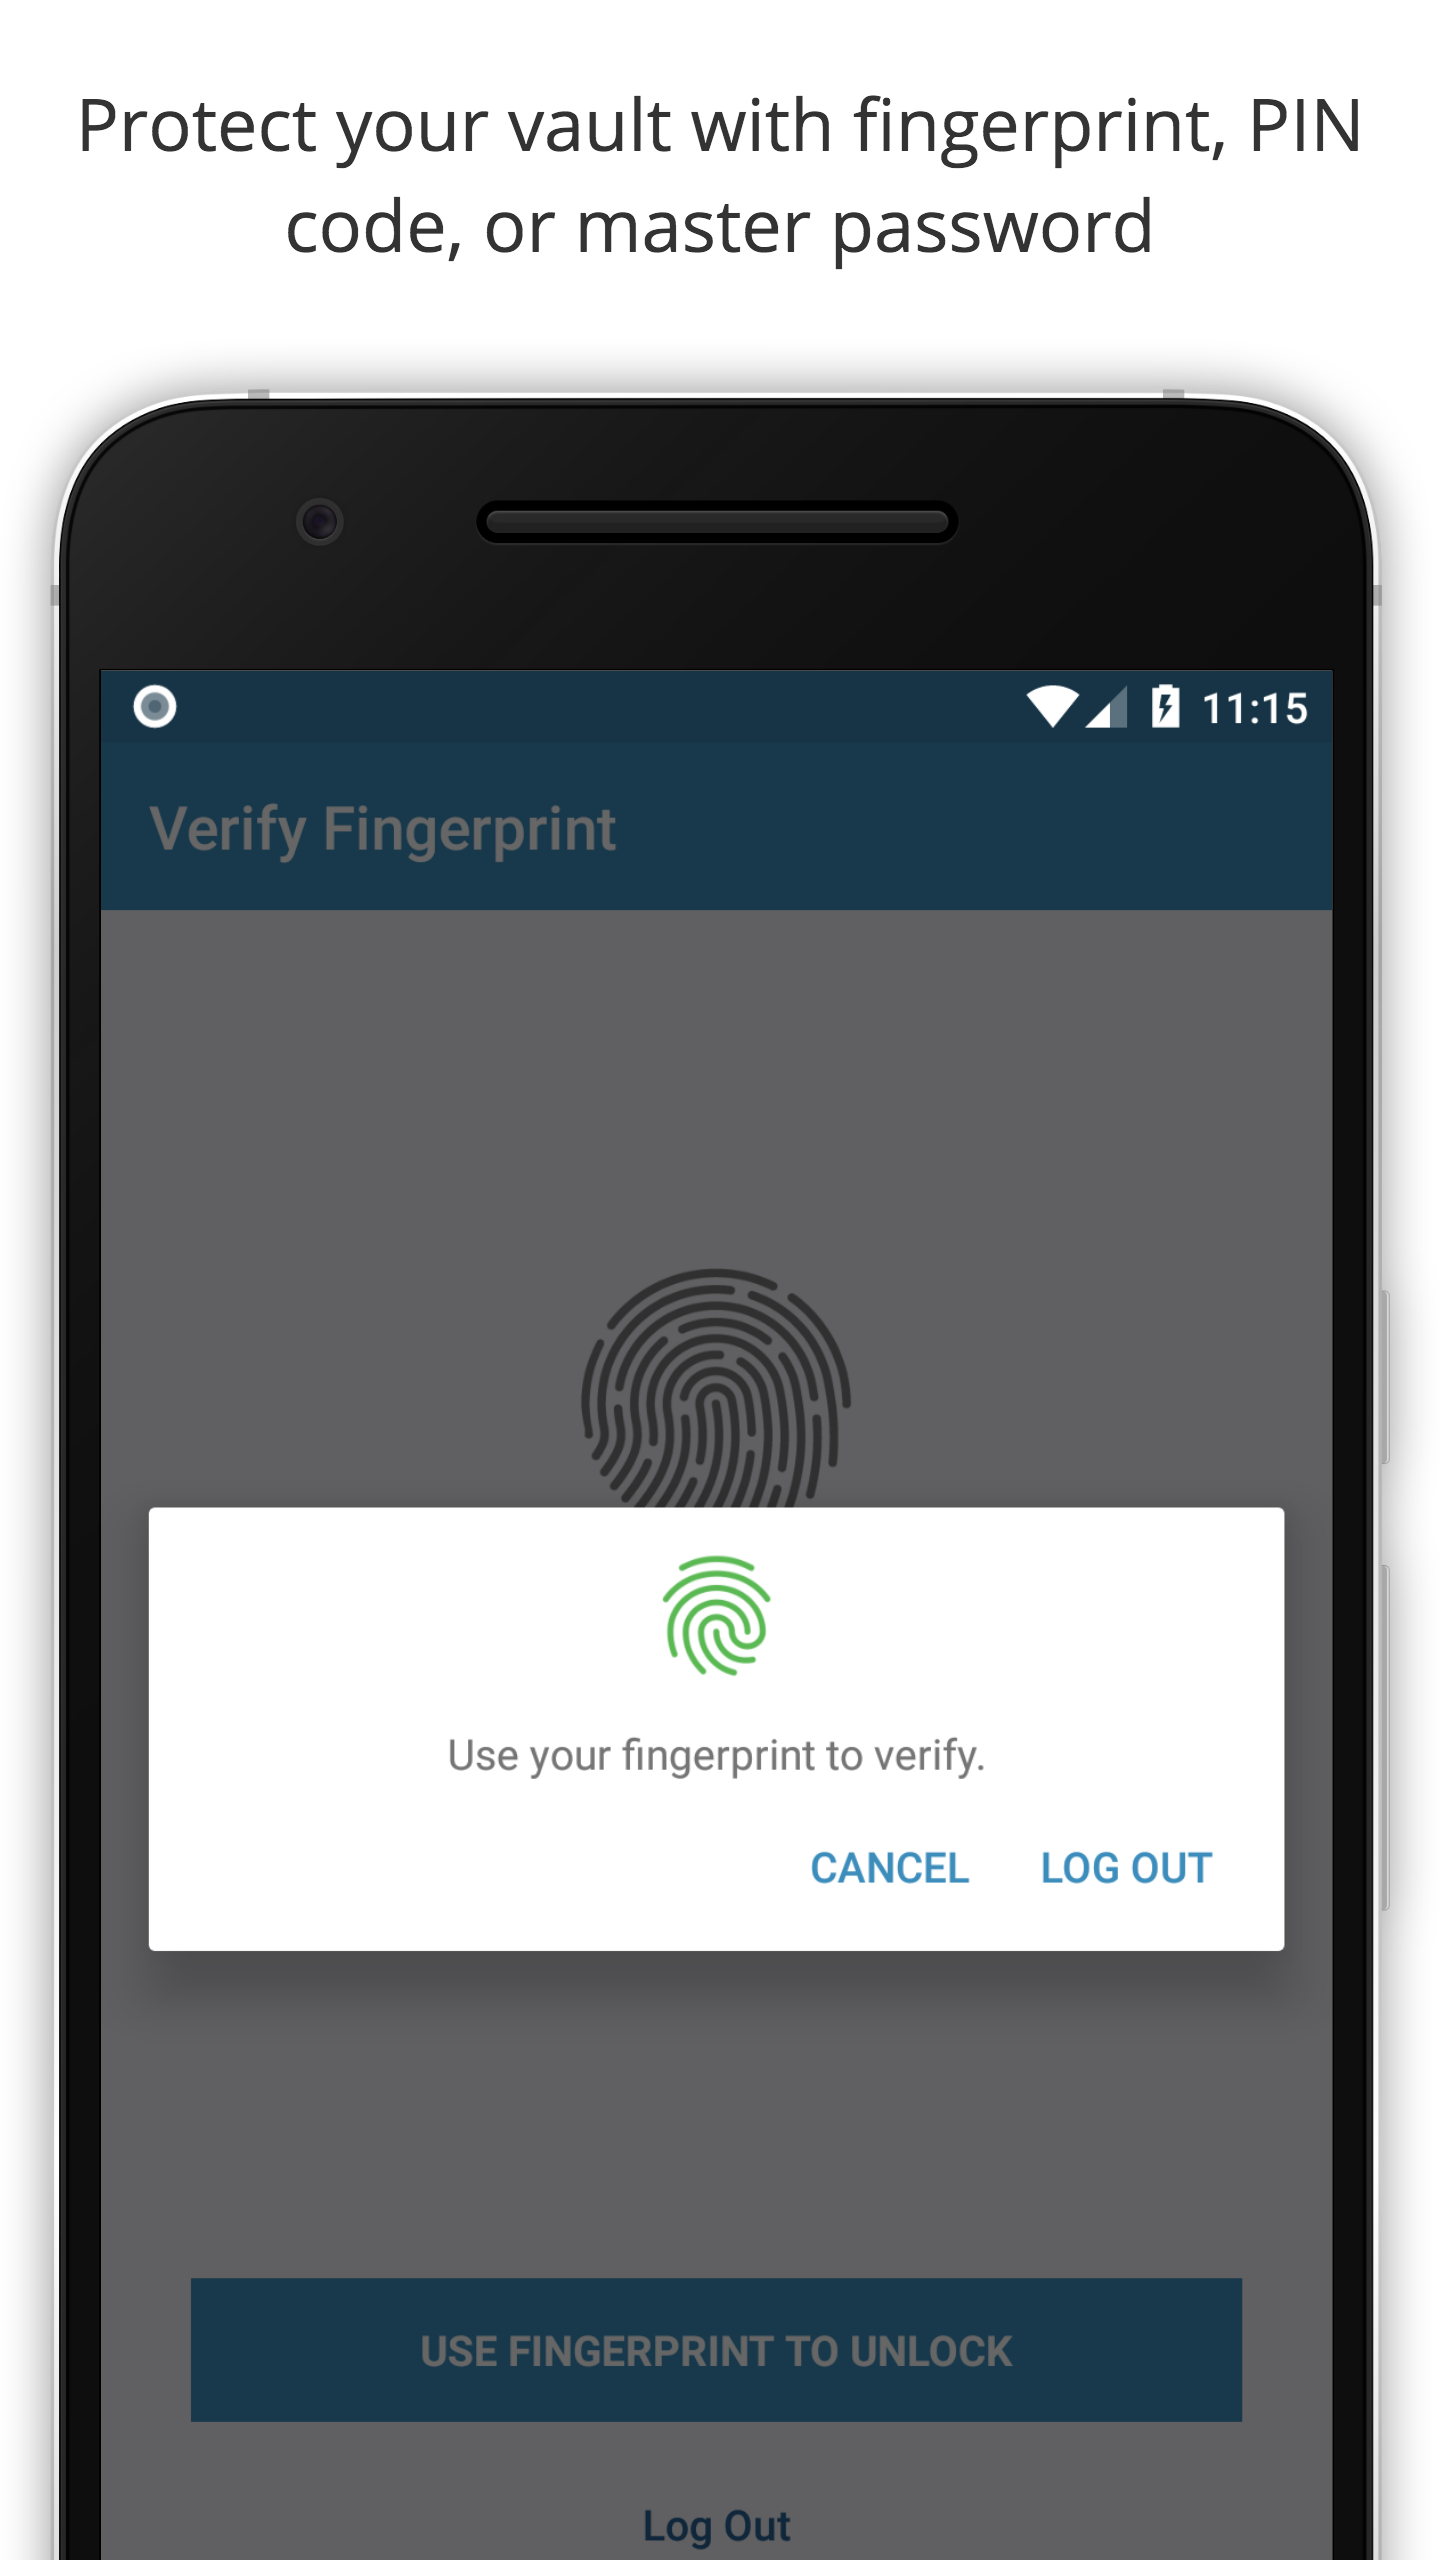 Protect your vault with fingerprint, PIN
code, or master password
11:15
Verify Fingerprint
Use your fingerprint to verify.
CANCEL LOG OUT
USE FINGERPRINT TO UNLOCK
Log Out